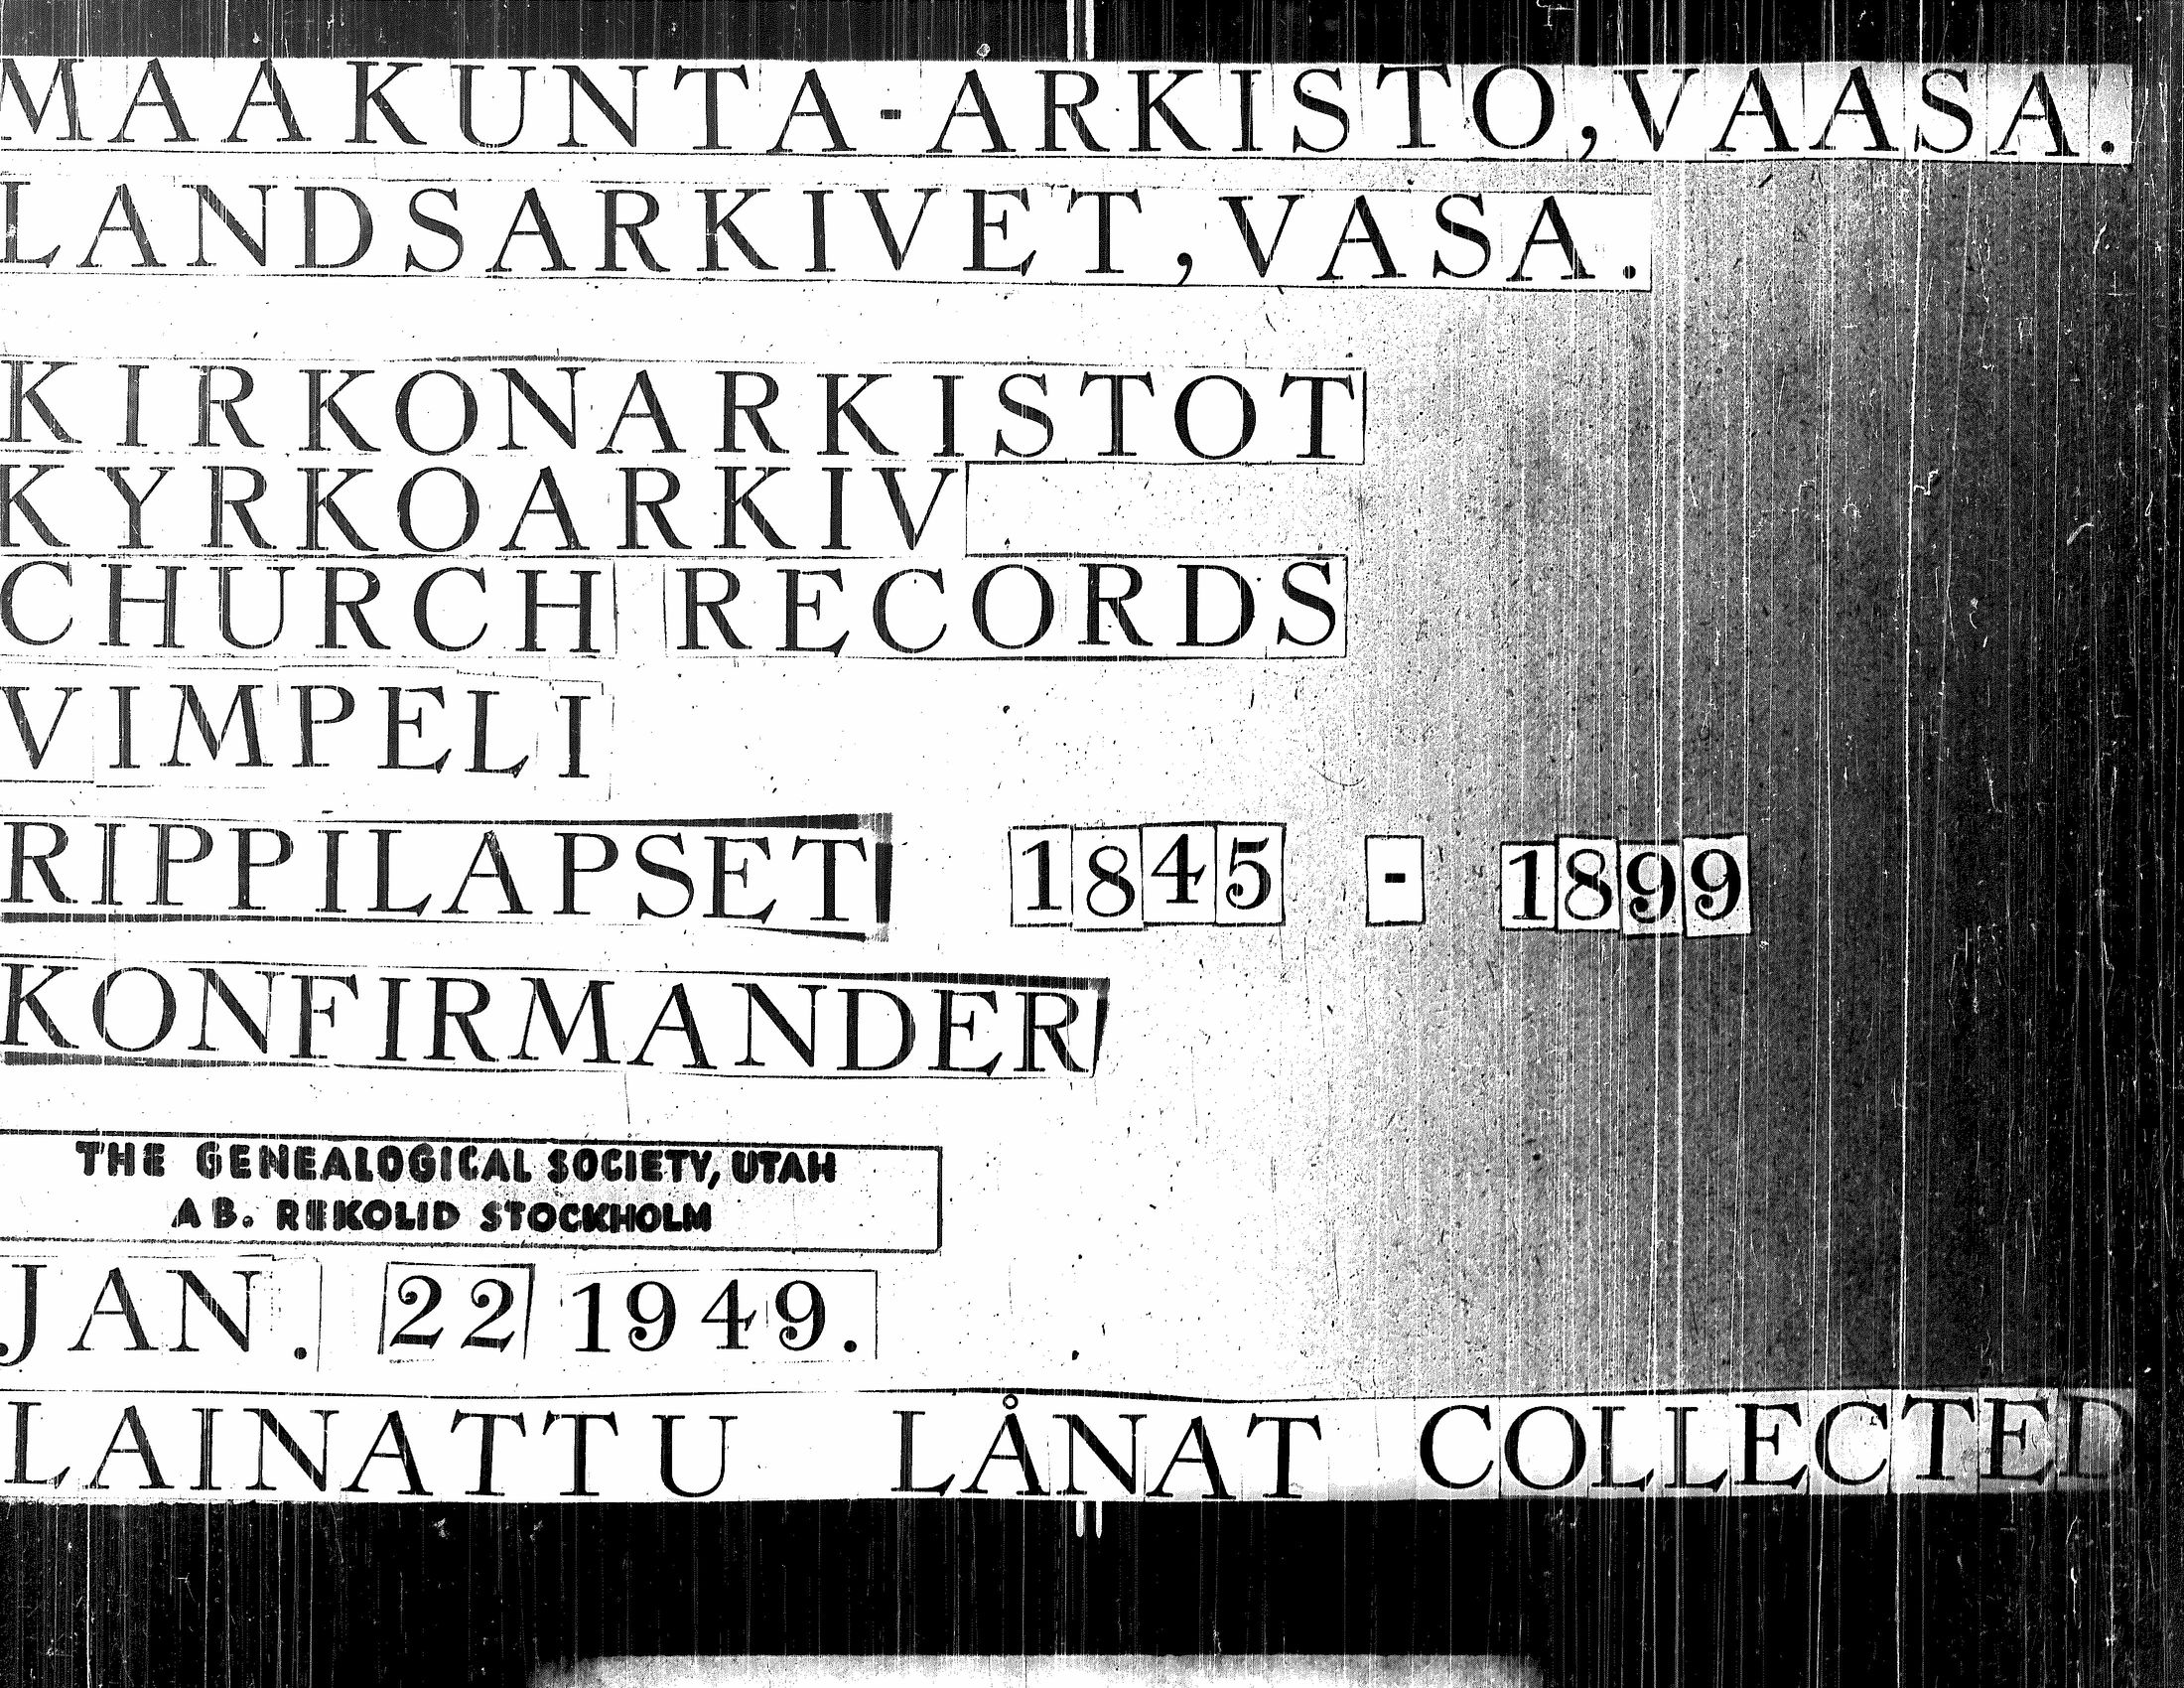 MAAKUNTA-ARKISTO, VAASA.
LANDSARKIVET, VASA.
KIRKONARKISTOT
KYRKOARKIV
CHURCH RECORDS
VIMPELI
RIPPILAPSET 1845 - 1899
KONFIRMANDER
THE GENEALOGICAL SOCIETY, UTAH
AB. REKOLID STOCKHOLM
JAN. 22 1949.
LAINATTU LÅNAT COLLECTED